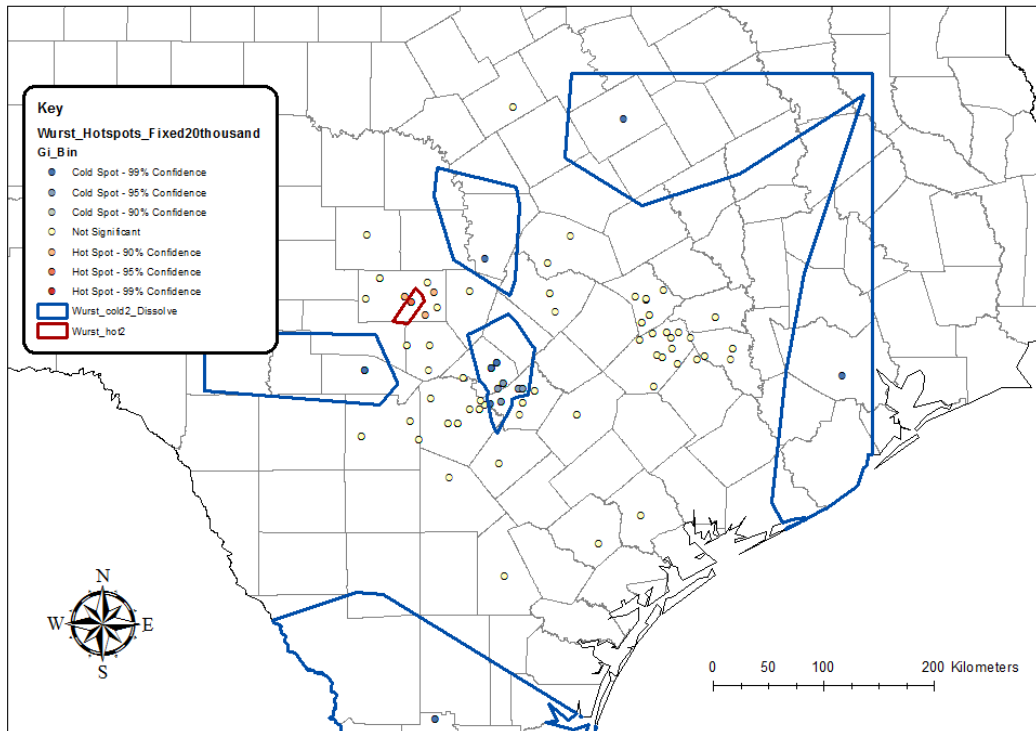 Key
Wurst_Hotspots_Fixed20thousand
Gi_Bin
Cold Spot - 99% Confidence
Cold Spot - 95% Confidence
Cold Spot - 90% Confidence
Not Significant
Hot Spot - 90% Confidence
Hot Spot - 95% Confidence
Hot Spot - 99% Confidence
Wurst_cold2_Dissolve
Wurst_hot2
N
W E
S
0 50 100 200 Kilometers